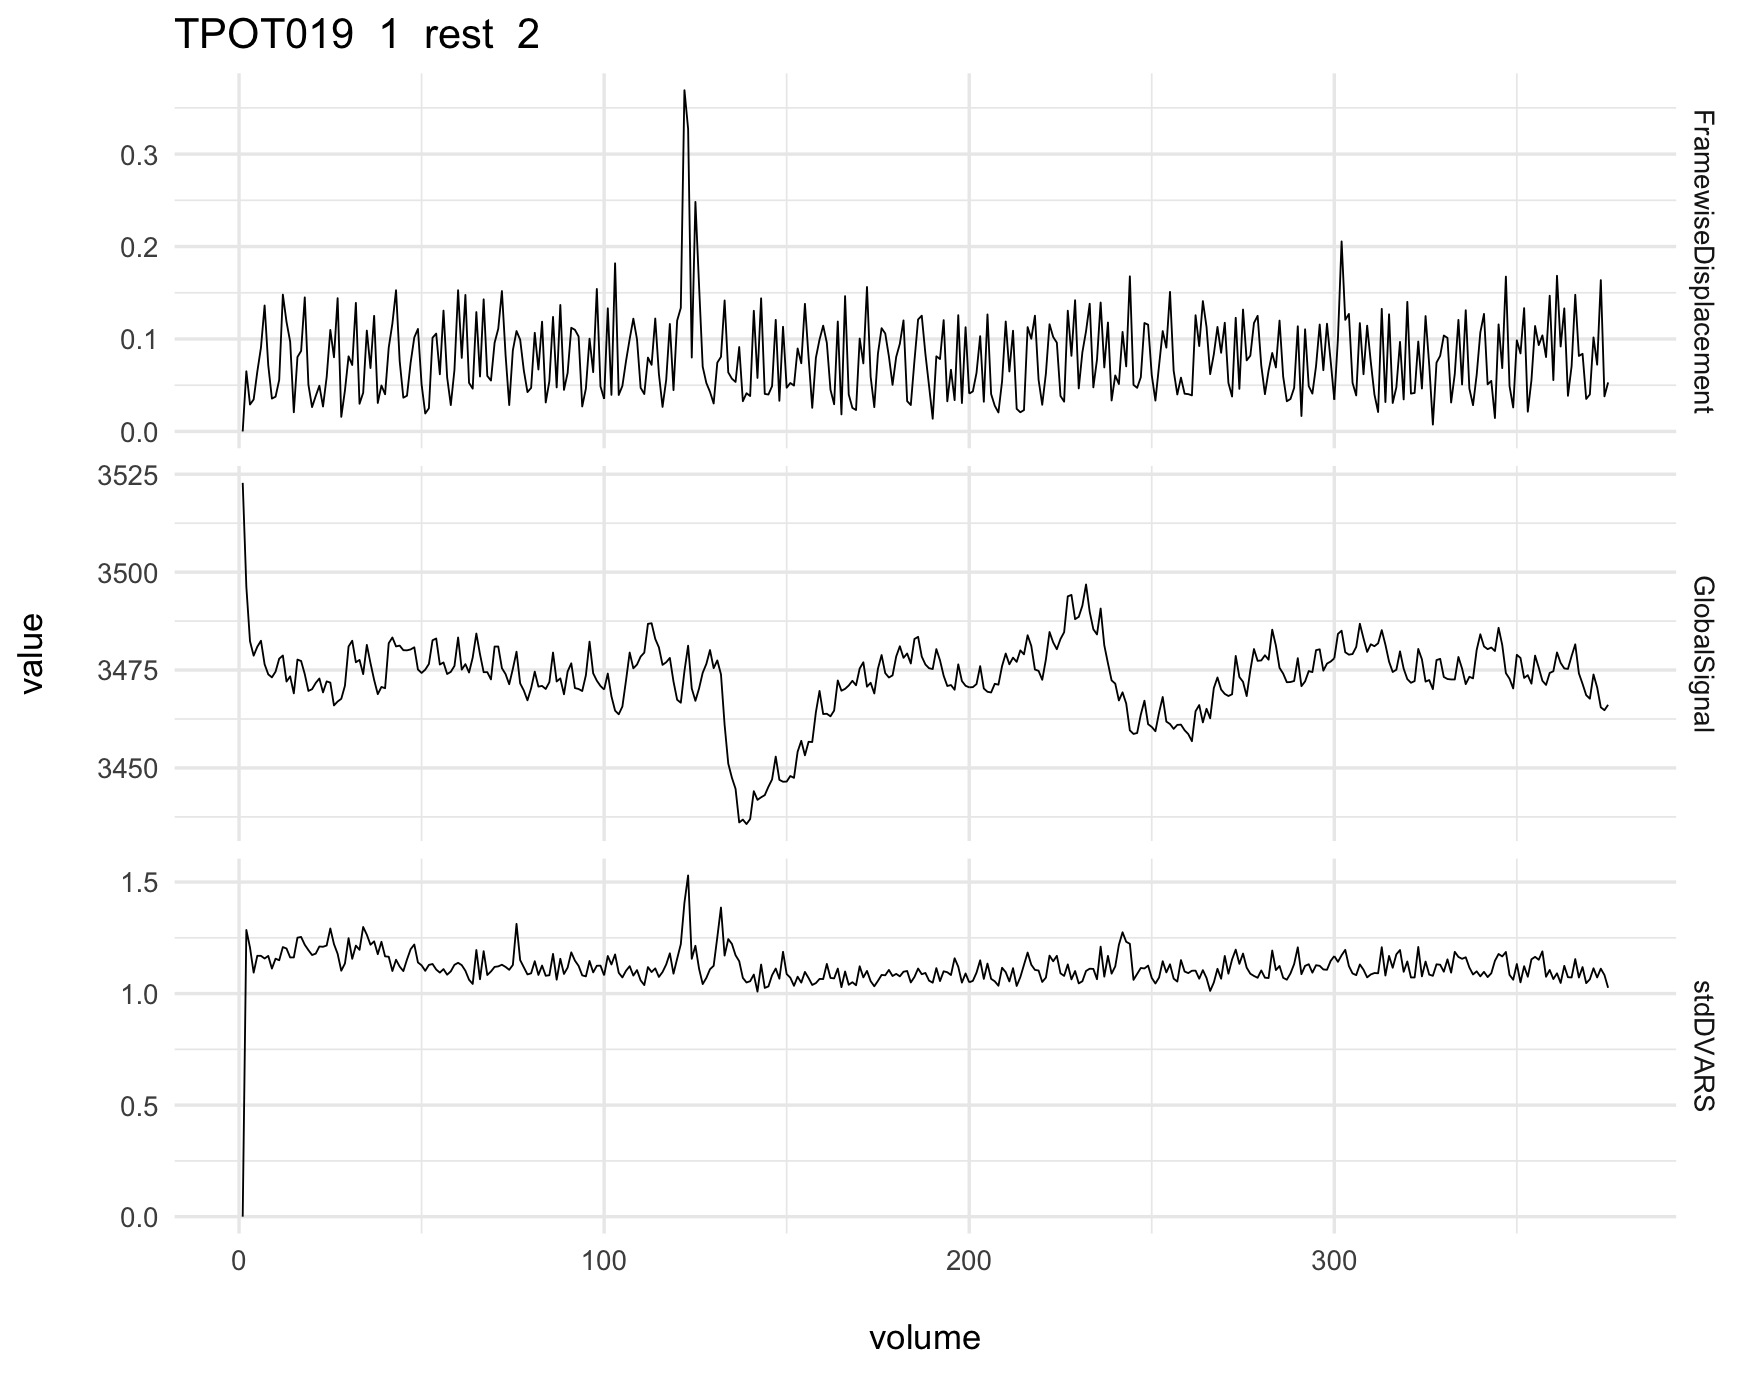 TPOT019 1 rest 2
0.3
0.2
0.1
0.0
FramewiseDisplacement
3525
3500
3475
3450
GlobalSignal
1.5
1.0
0.5
0.0
stdDVARS
value
0 100 200 300
volume